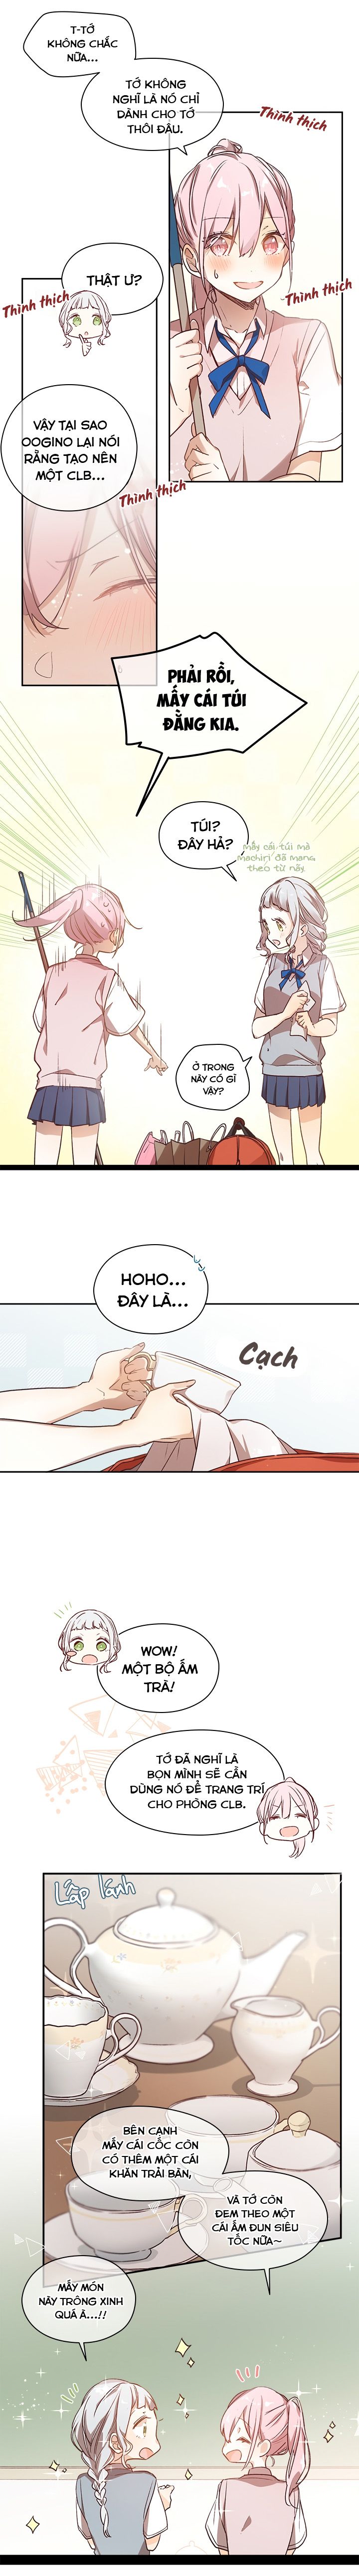 T-TỚ
KHÔNG CHẮC
NỮA...
TỚ KHÔNG
NGHĨ LÀ NÓ CHỈ
DÀNH CHO TỚ
THÔI ĐÂU.
Thình thịch
Thình thịch
THẬT Ư?
Thình thịch
VẬY TẠI SAO
OOGINO LẠI NÓI
RẰNG TẠO NÊN
MỘT CLB...
Thình thịch
PHẢI RỒI,
MẤY CÁI TÚI
ĐẰNG KIA.
TÚI?
ĐÂY HẢ?
Mấy cái túi mà
Machiri đã mang
theo từ nãy.
Ở TRONG
NÀY CÓ GÌ
VẬY?
HOHO...
ĐÂY LÀ...
Cạch
WOW!
MỘT BỘ ẤM
TRÀ!
TỚ ĐÃ NGHĨ LÀ
BỌN MÌNH SẼ CẦN
DÙNG NÓ ĐỂ TRANG TRÍ
CHO PHÒNG CLB.
Lấp lánh
BÊN CẠNH
MẤY CÁI CỐC CÒN
CÓ THÊM MỘT CÁI
KHĂN TRẢI BÀN,
VÀ TỚ CÒN
ĐEM THEO MỘT
CÁI ẤM ĐUN SIÊU
TỐC NỮA~
MẤY MÓN
NÀY TRÔNG XINH
QUÁ À...!!